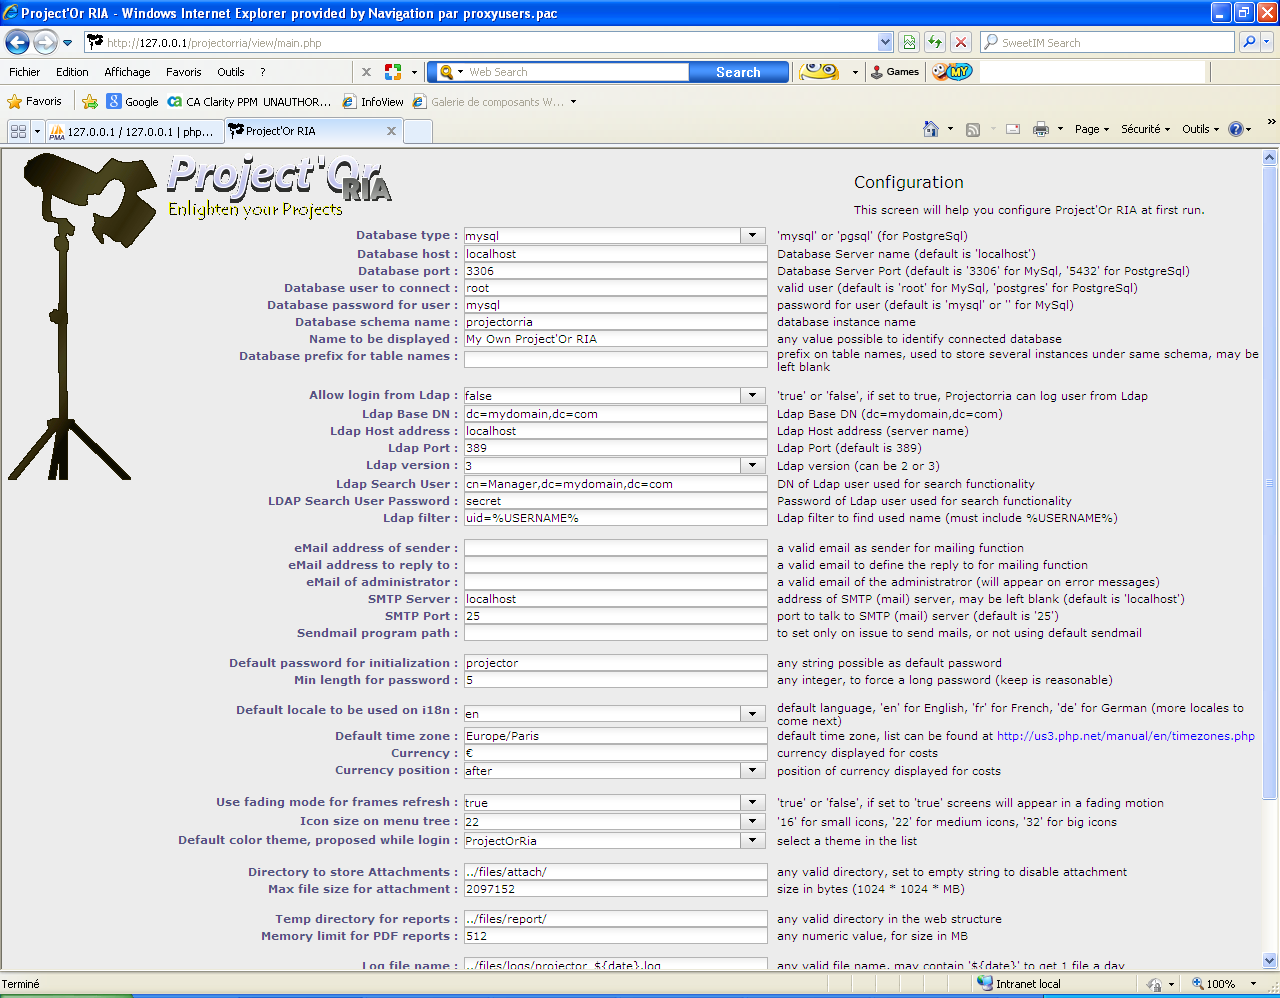 Project'Or RIA - Windows Internet Explorer provided by Navigation par proxyusers.pac
http://127.0.0.1/projectorria/view/main.php
SweetIM Search
Fichier Edition Affichage Favoris Outils ?
Web Search Search Games MY
Favoris Google CA Clarity PPM UNAUTHOR... InfoView Galerie de composants W...
127.0.0.1 / 127.0.0.1 | php... Project'Or RIA X Page Sécurité Outils
Project'Or RIA
Enlighten your Projects
Configuration
This screen will help you configure Project'Or RIA at first run.
Database type : mysql 'mysql' or 'pgsql' (for PostgreSql)
Database host : localhost Database Server name (default is 'localhost')
Database port : 3306 Database Server Port (default is '3306' for MySql, '5432' for PostgreSql)
Database user to connect : root valid user (default is 'root' for MySql, 'postgres' for PostgreSql)
Database password for user : mysql password for user (default is 'mysql' or '' for MySql)
Database schema name : projectorria database instance name
Name to be displayed : My Own Project'Or RIA any value possible to identify connected database
Database prefix for table names : prefix on table names, used to store several instances under same schema, may be
left blank
Allow login from Ldap : false 'true' or 'false', if set to true, Projectorria can log user from Ldap
Ldap Base DN : dc=mydomain,dc=com Ldap Base DN (dc=mydomain,dc=com)
Ldap Host address : localhost Ldap Host address (server name)
Ldap Port : 389 Ldap Port (default is 389)
Ldap version : 3 Ldap version (can be 2 or 3)
Ldap Search User : cn=Manager,dc=mydomain,dc=com DN of Ldap user used for search functionality
LDAP Search User Password : secret Password of Ldap user used for search functionality
Ldap filter : uid=%USERNAME% Ldap filter to find used name (must include %USERNAME%)
eMail address of sender : a valid email as sender for mailing function
eMail address to reply to : a valid email to define the reply to for mailing function
eMail of administrator : a valid email of the administratror (will appear on error messages)
SMTP Server : localhost address of SMTP (mail) server, may be left blank (default is 'localhost')
SMTP Port : 25 port to talk to SMTP (mail) server (default is '25')
Sendmail program path : to set only on issue to send mails, or not using default sendmail
Default password for initialization : projector any string possible as default password
Min length for password : 5 any integer, to force a long password (keep is reasonable)
Default locale to be used on i18n : en default language, 'en' for English, 'fr' for French, 'de' for German (more locales to
come next)
Default time zone : Europe/Paris default time zone, list can be found at http://us3.php.net/manual/en/timezones.php
Currency : € currency displayed for costs
Currency position : after position of currency displayed for costs
Use fading mode for frames refresh : true 'true' or 'false', if set to 'true' screens will appear in a fading motion
Icon size on menu tree : 22 '16' for small icons, '22' for medium icons, '32' for big icons
Default color theme, proposed while login : ProjectOrRia select a theme in the list
Directory to store Attachments : ../files/attach/ any valid directory, set to empty string to disable attachment
Max file size for attachment : 2097152 size in bytes (1024 * 1024 * MB)
Temp directory for reports : ../files/report/ any valid directory in the web structure
Memory limit for PDF reports : 512 any numeric value, for size in MB
Log file name : ../files/logs/projector_${date}.log any valid file name, may contain '${date}' to get 1 file a day
Terminé Intranet local 100%